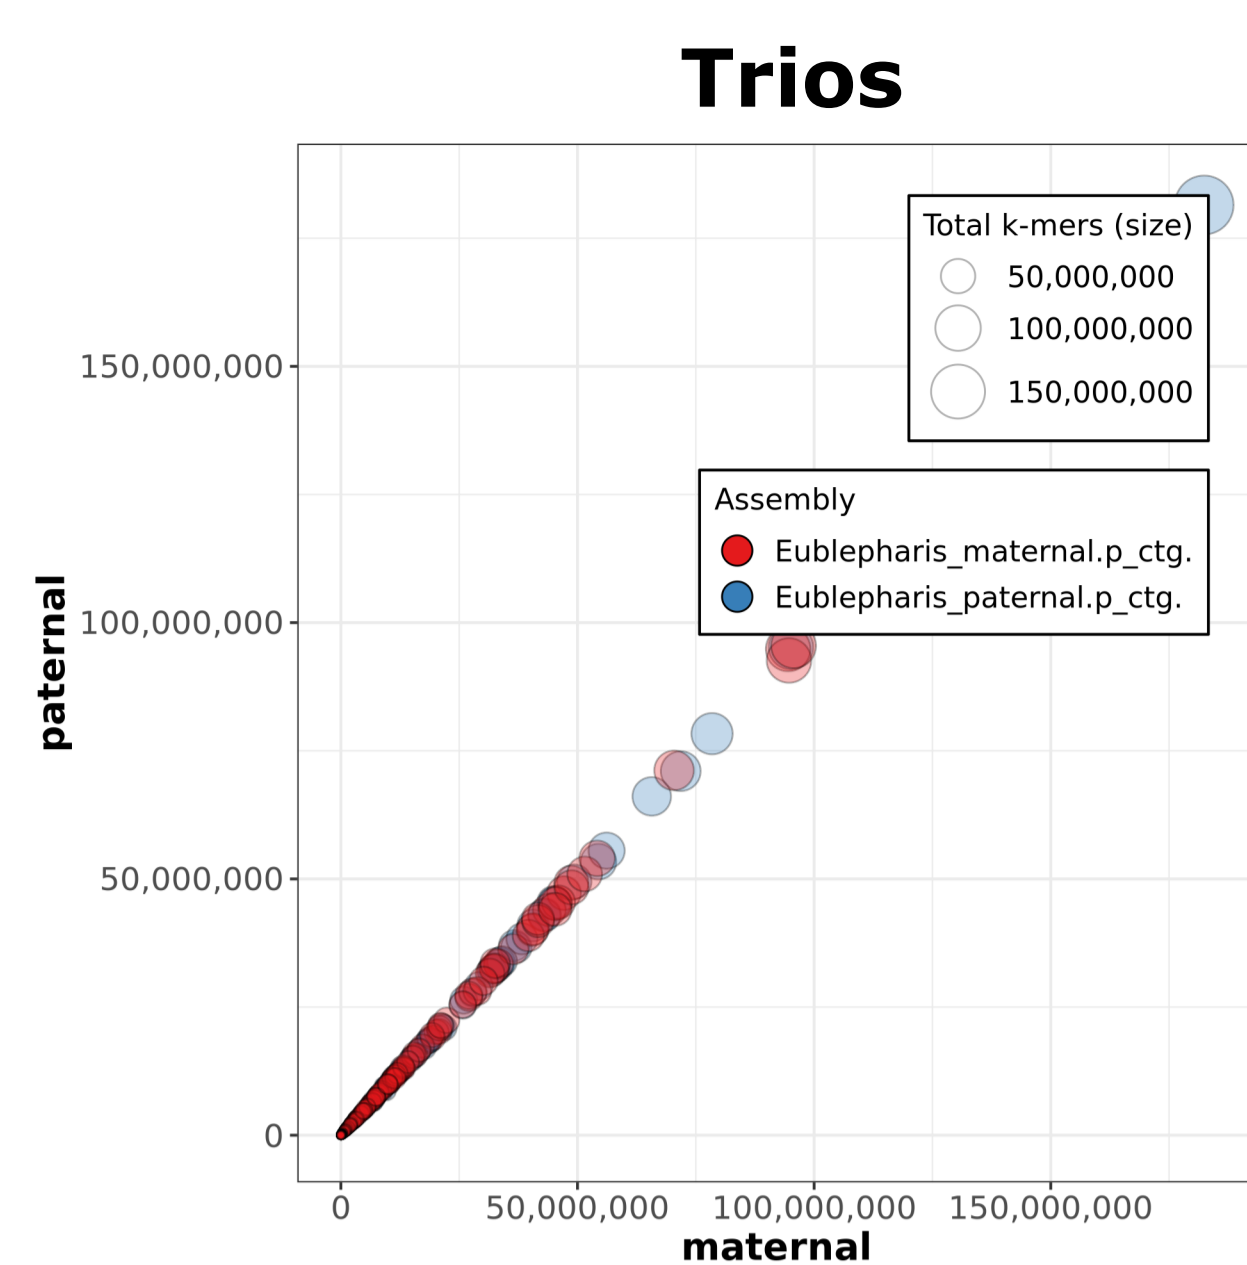 Trios
Total k-mers (size)
50,000,000
100,000,000
150,000,000
Assembly
Eublepharis_maternal.p_ctg.
Eublepharis_paternal.p_ctg.
paternal
150,000,000
100,000,000
50,000,000
0
0 50,000,000 100,000,000 150,000,000
maternal